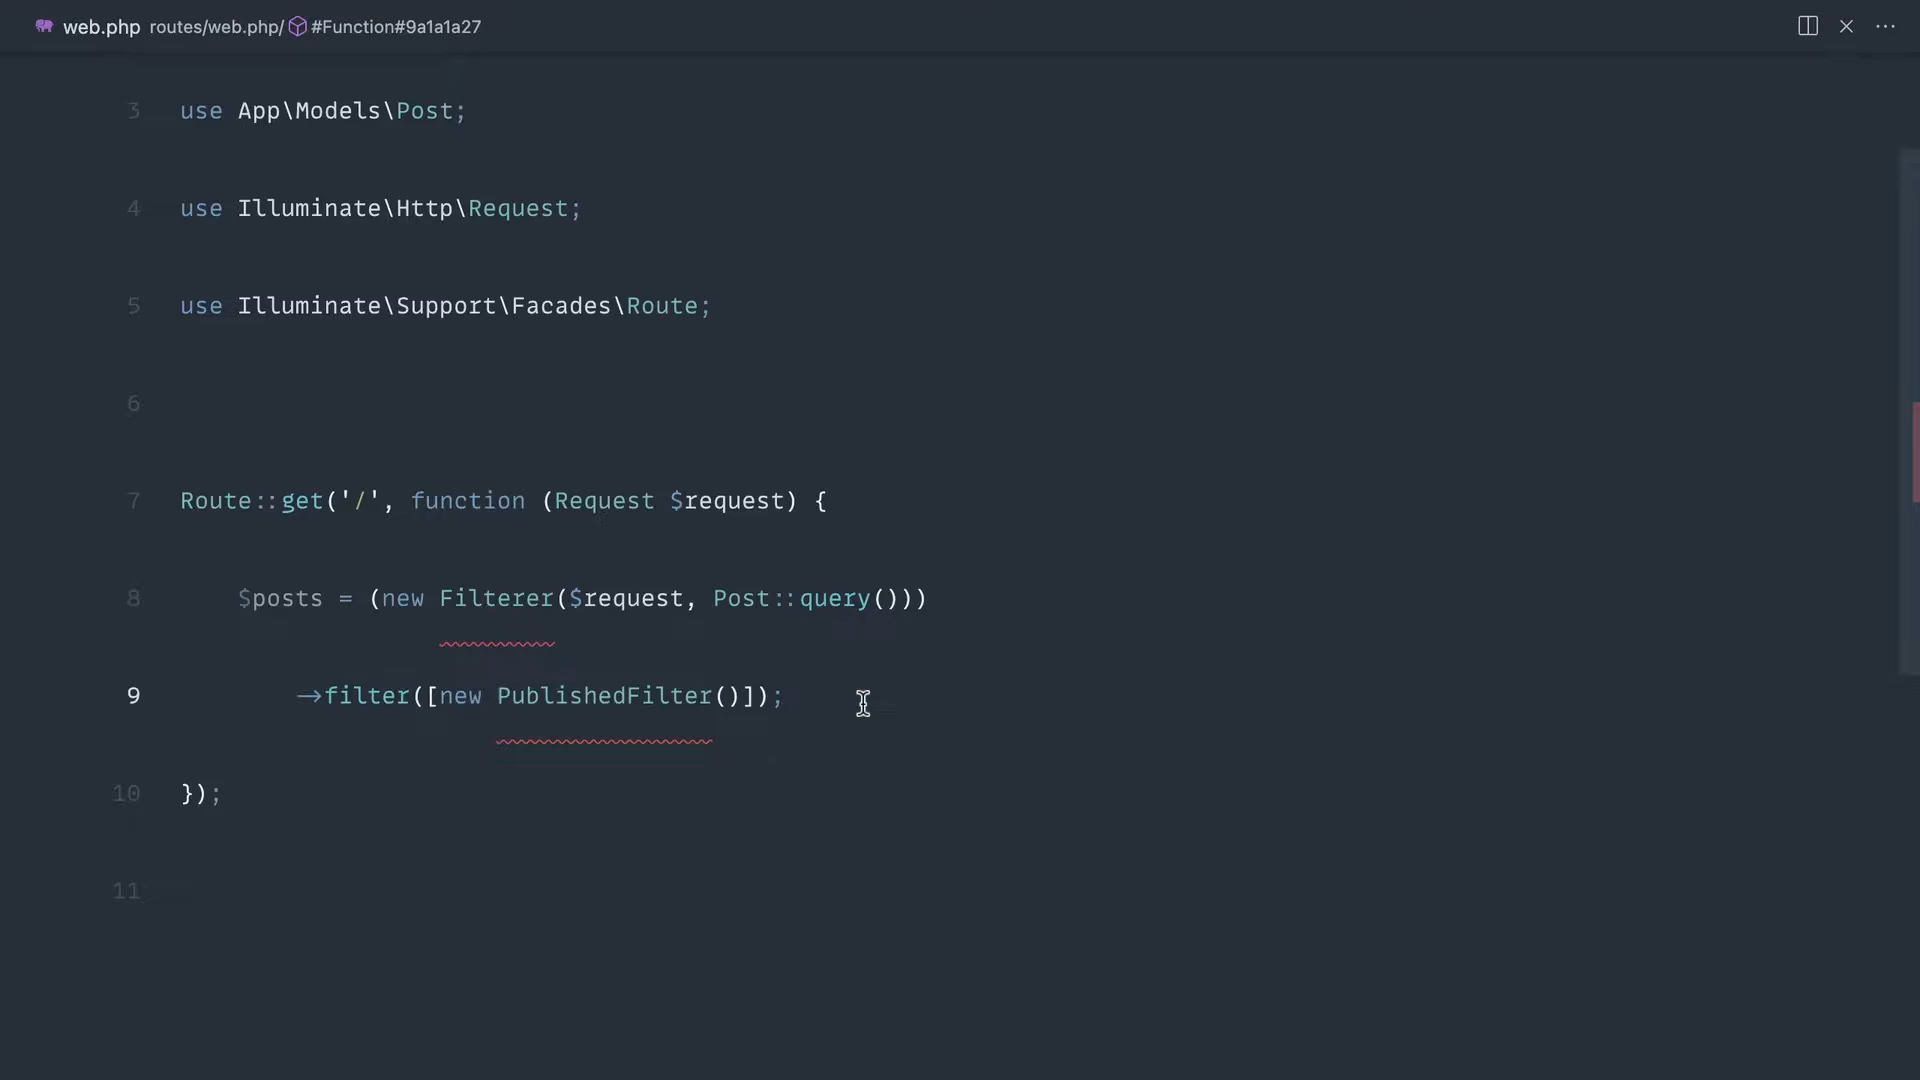 web.php routes/web.php/ #Function#9a1a1a27
3 use App\Models\Post;
4 use Illuminate\Http\Request;
5 use Illuminate\Support\Facades\Route;
6
7 Route::get('/', function (Request $request) {
8 $posts = (new Filterer($request, Post::query()))
9 ->filter([new PublishedFilter()]);
10 });
11